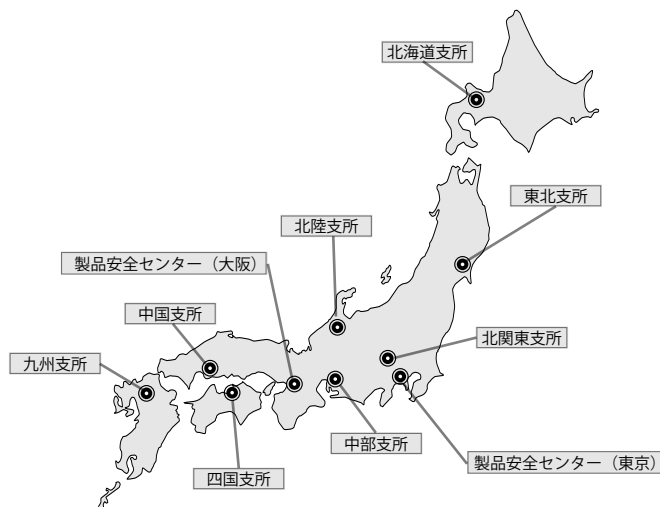 北海道支所
東北支所
北陸支所
製品安全センター（大阪）
中国支所
北関東支所
九州支所
中部支所
製品安全センター（東京）
四国支所